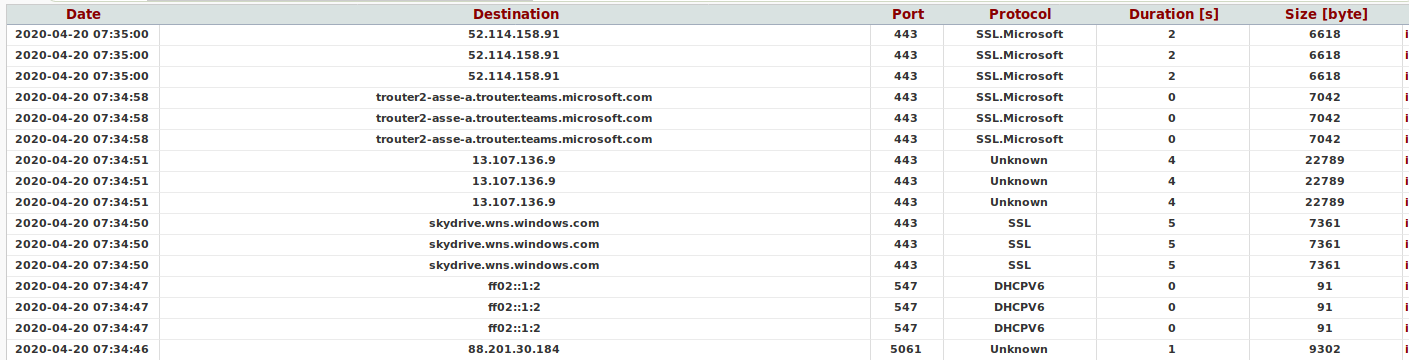 Date Destination Port Protocol Duration [s] Size [byte]
2020-04-20 07:35:00 52.114.158.91 443 SSL.Microsoft 2 6618 i
2020-04-20 07:35:00 52.114.158.91 443 SSL.Microsoft 2 6618 i
2020-04-20 07:35:00 52.114.158.91 443 SSL.Microsoft 2 6618 i
2020-04-20 07:34:58 trouter2-asse-a.trouter.teams.microsoft.com 443 SSL.Microsoft 0 7042 i
2020-04-20 07:34:58 trouter2-asse-a.trouter.teams.microsoft.com 443 SSL.Microsoft 0 7042 i
2020-04-20 07:34:58 trouter2-asse-a.trouter.teams.microsoft.com 443 SSL.Microsoft 0 7042 i
2020-04-20 07:34:51 13.107.136.9 443 Unknown 4 22789 i
2020-04-20 07:34:51 13.107.136.9 443 Unknown 4 22789 i
2020-04-20 07:34:51 13.107.136.9 443 Unknown 4 22789 i
2020-04-20 07:34:50 skydrive.wns.windows.com 443 SSL 5 7361 i
2020-04-20 07:34:50 skydrive.wns.windows.com 443 SSL 5 7361 i
2020-04-20 07:34:50 skydrive.wns.windows.com 443 SSL 5 7361 i
2020-04-20 07:34:47 ff02::1:2 547 DHCPV6 0 91 i
2020-04-20 07:34:47 ff02::1:2 547 DHCPV6 0 91 i
2020-04-20 07:34:47 ff02::1:2 547 DHCPV6 0 91 i
2020-04-20 07:34:46 88.201.30.184 5061 Unknown 1 9302 i